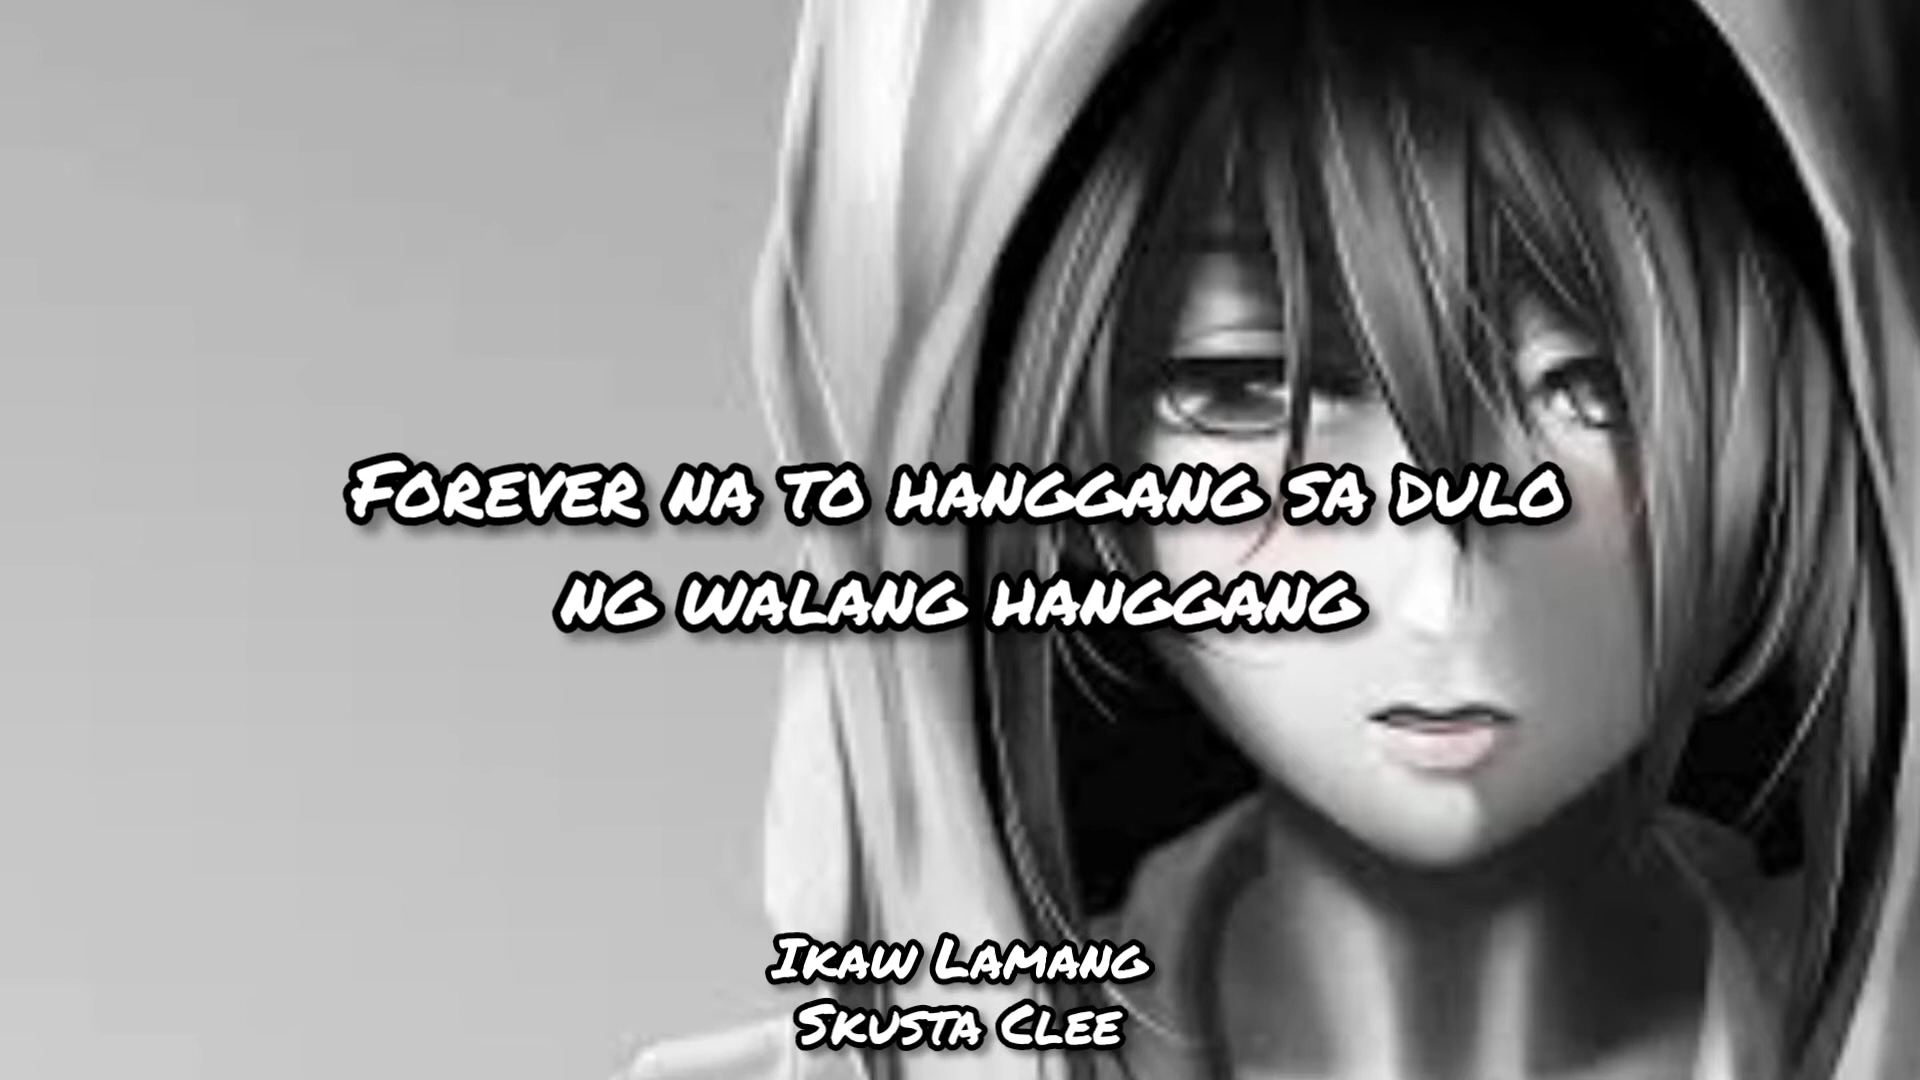 Forever na to hanggang sa dulo
ng walang hanggang
Ikaw Lamang
Skusta Clee